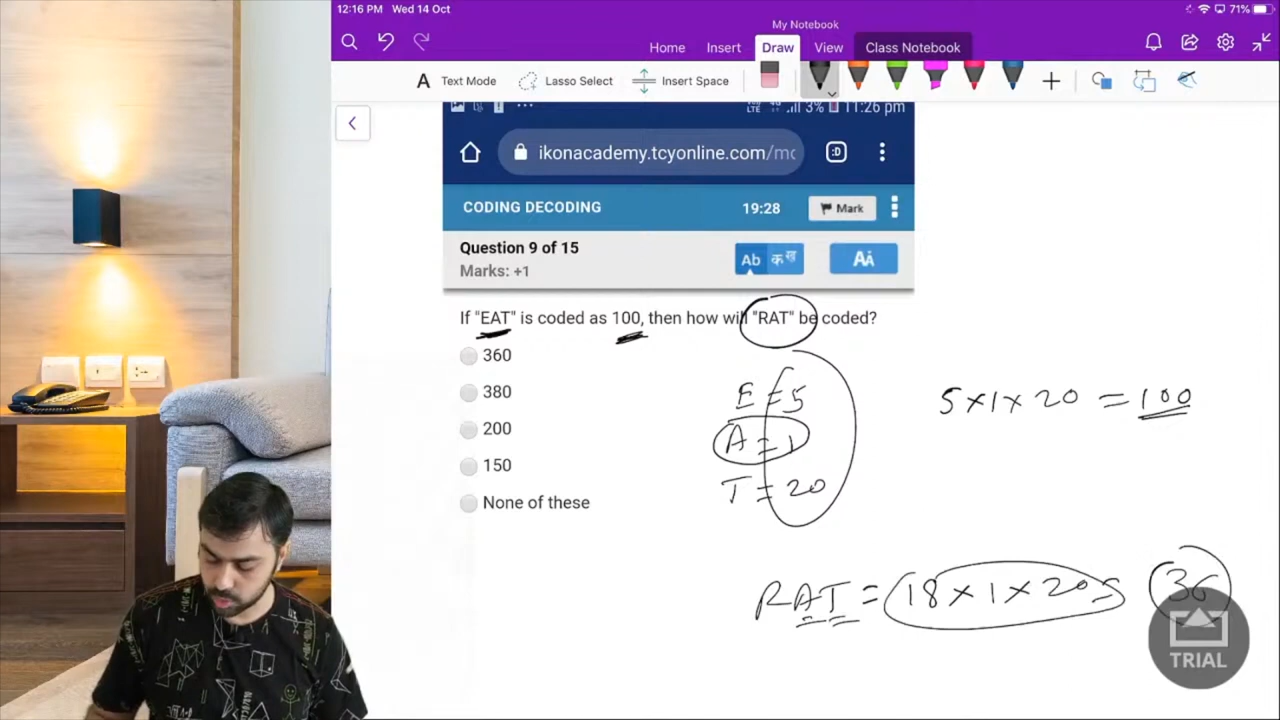 12:16 PM Wed 14 Oct
71%
My Notebook
Home Insert Draw View Class Notebook
A Text Mode Lasso Select Insert Space
3% 11:26 pm
ikonacademy.tcyonline.com/mc
:D
CODING DECODING 19:28 Mark
Question 9 of 15
Marks: +1
Ab क ख AA
If "EAT" is coded as 100, then how will "RAT" be coded?
360
380
200
150
None of these
E = 5
A = 1
T = 20
5 x 1 x 20 = 100
RAT = 18 x 1 x 20
TRIAL